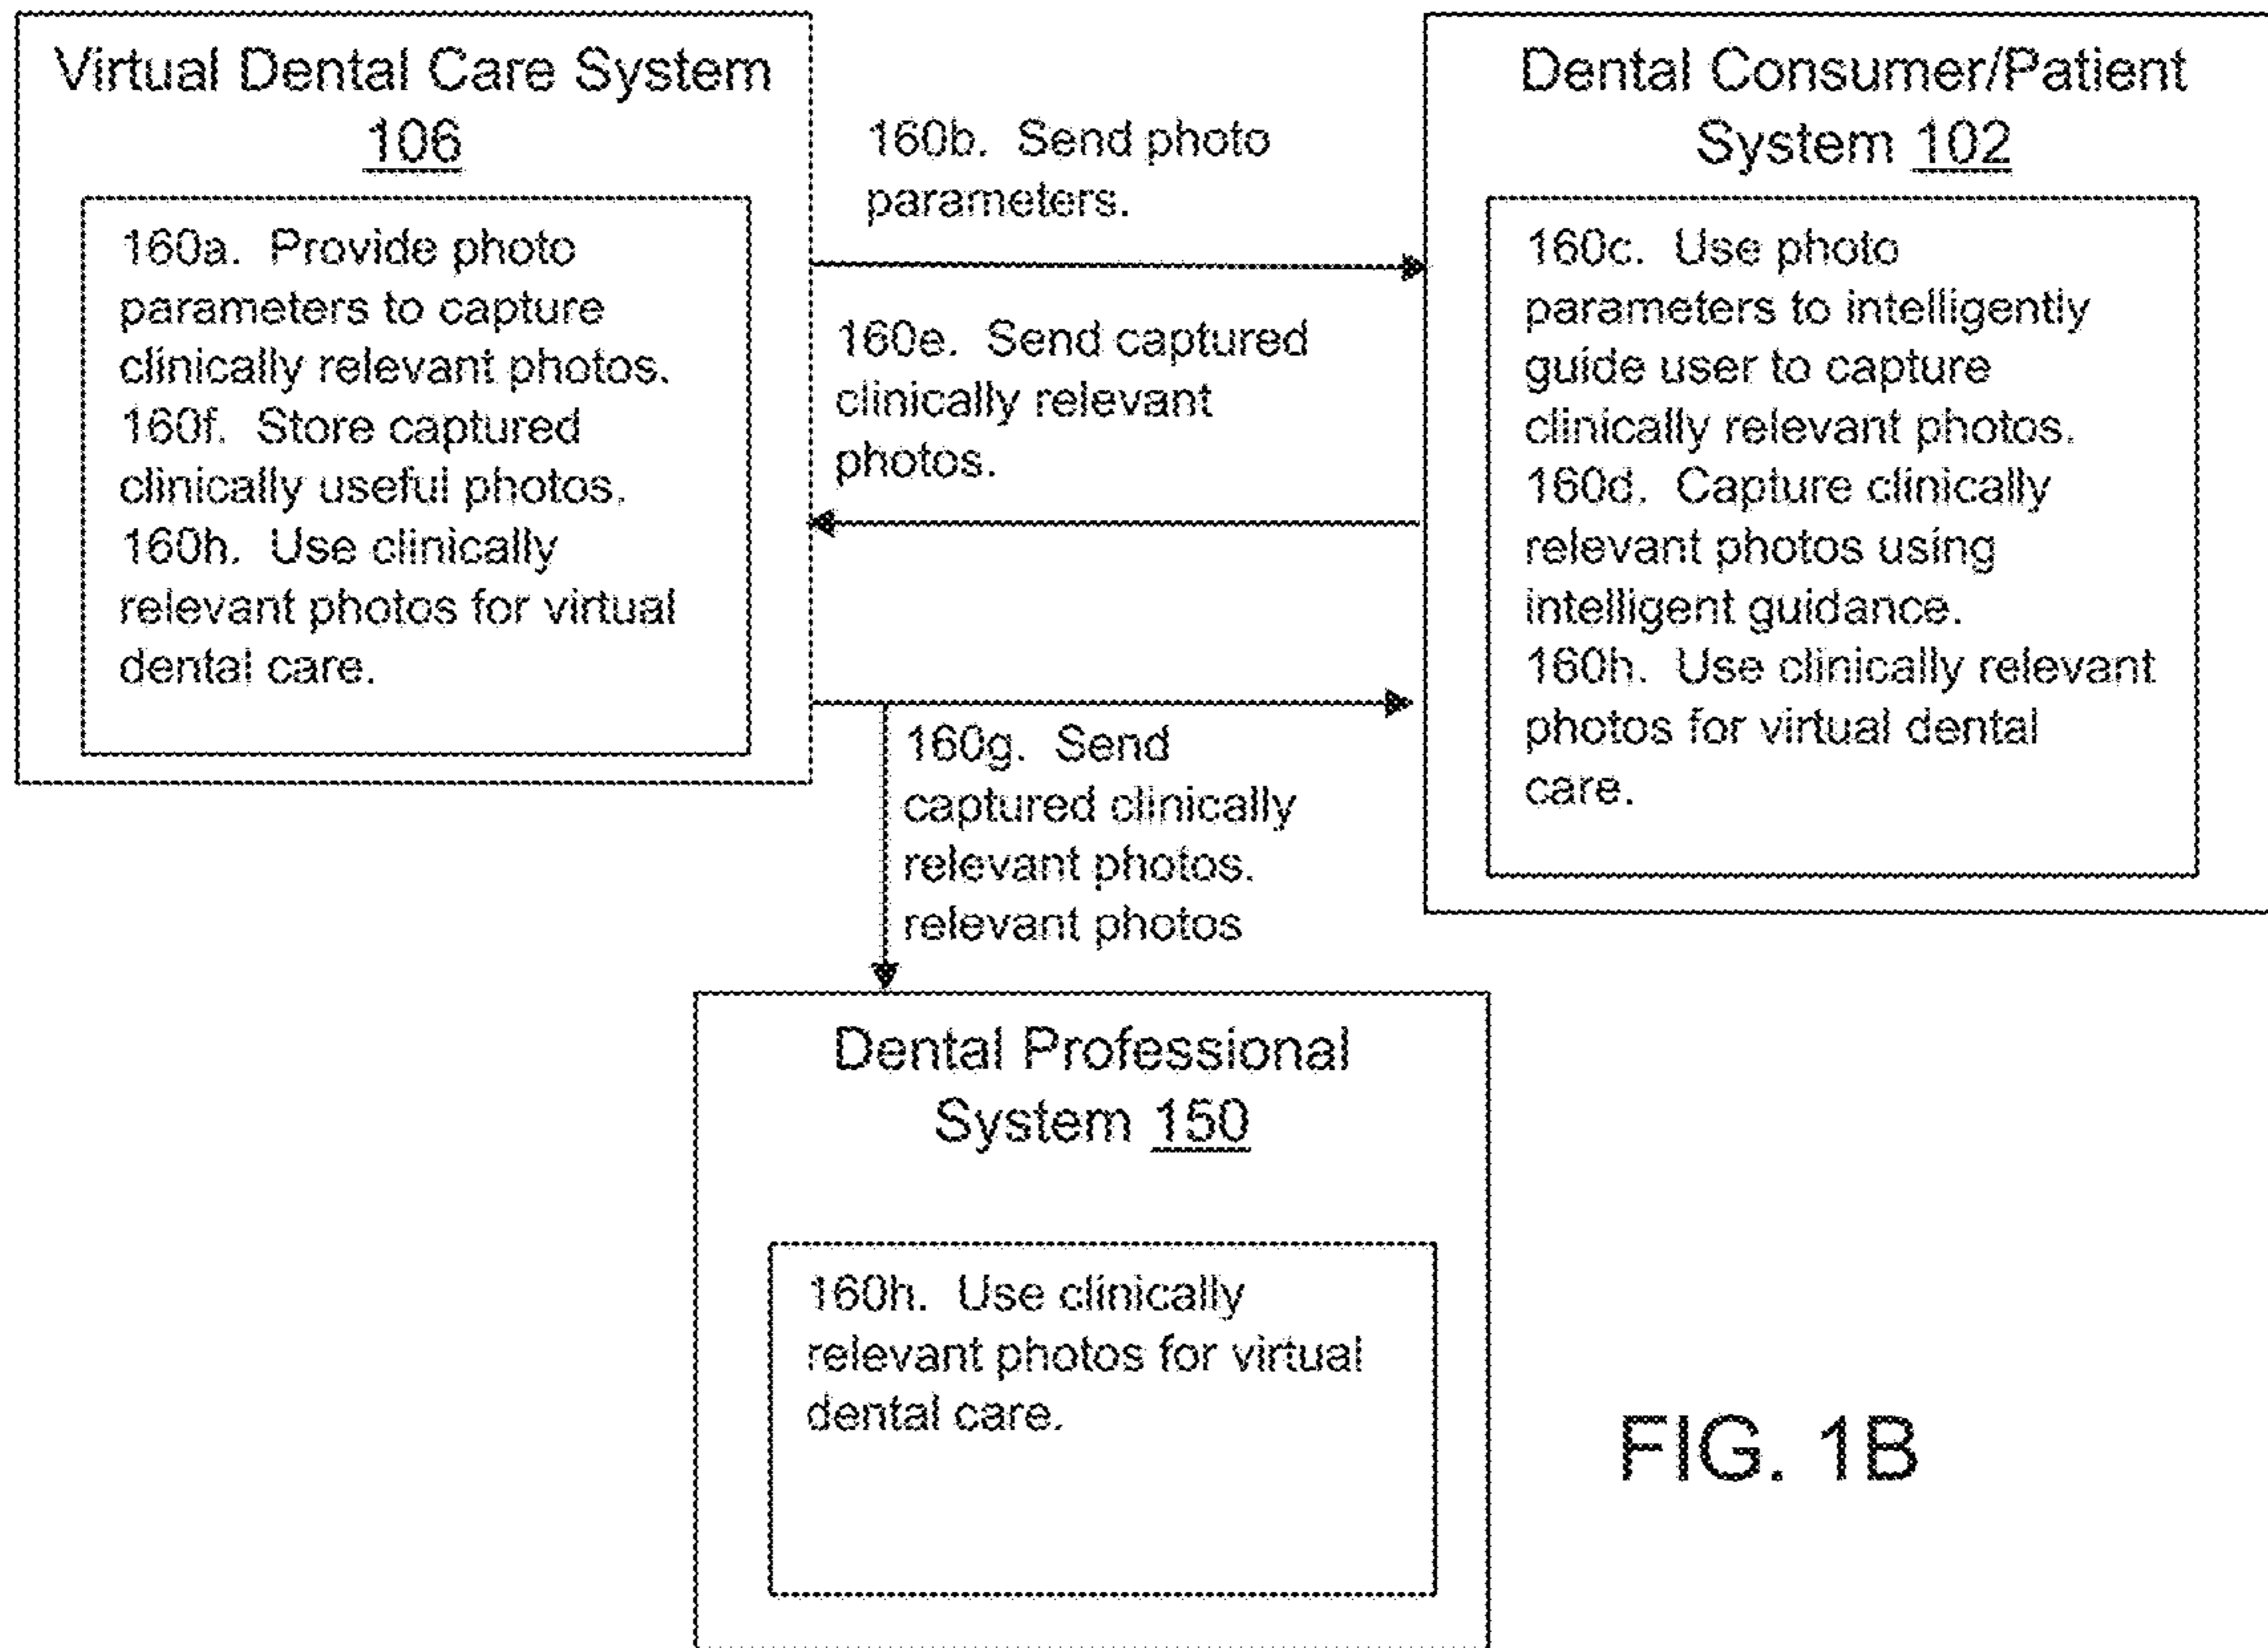 Virtual Dental Care System
106
160a. Provide photo
parameters to capture
clinically relevant photos.
160f. Store captured
clinically useful photos.
160h. Use clinically
relevant photos for virtual
dental care.
160b. Send photo
parameters.
160e. Send captured
clinically relevant
photos.
160g. Send
captured clinically
relevant photos.
relevant photos
Dental Consumer/Patient
System 102
160c. Use photo
parameters to intelligently
guide user to capture
clinically relevant photos.
160d. Capture clinically
relevant photos using
intelligent guidance.
160h. Use clinically relevant
photos for virtual dental
care.
Dental Professional
System 150
160h. Use clinically
relevant photos for virtual
dental care.
FIG. 1B